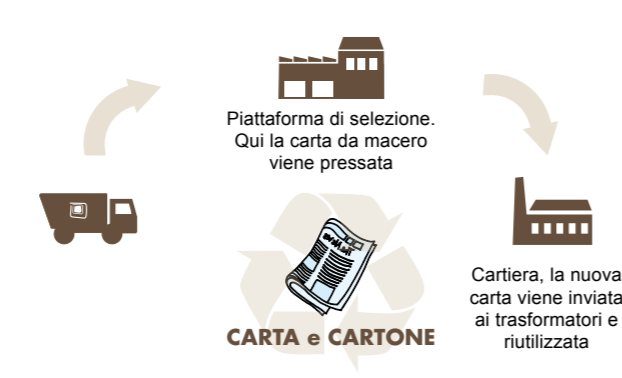 Piattaforma di selezione.
Qui la carta da macero
viene pressata
Cartiera, la nuova
carta viene inviata
ai trasformatori e
riutilizzata
CARTA e CARTONE